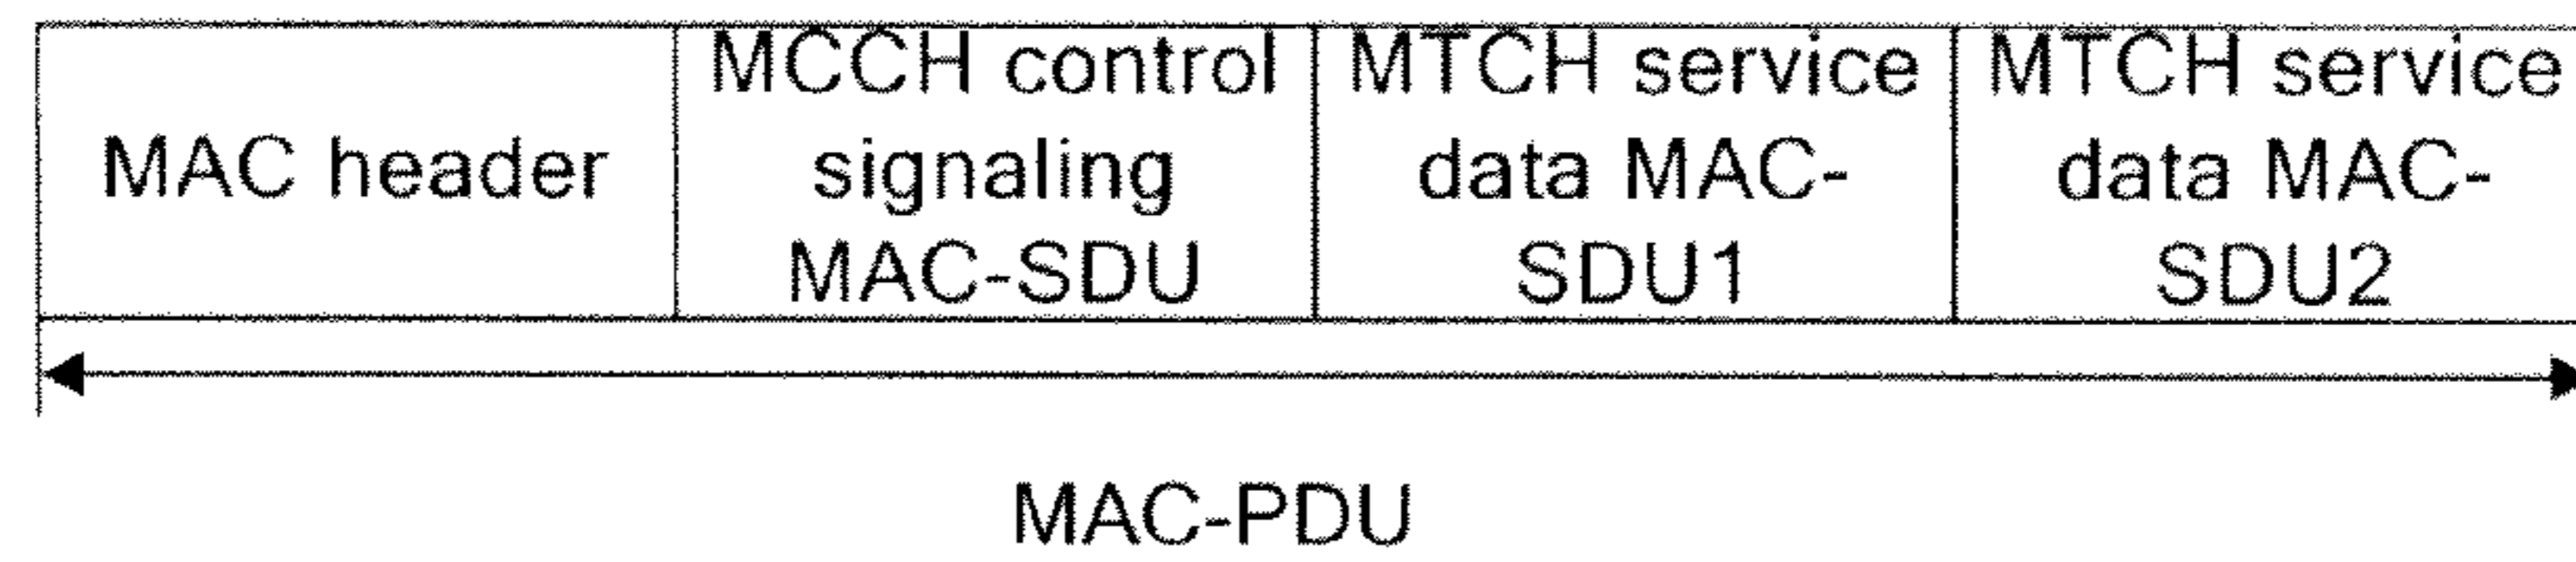 MAC header
MCCH control
signaling
MAC-SDU
MTCH service
data MAC-
SDU1
MTCH service
data MAC-
SDU2
MAC-PDU